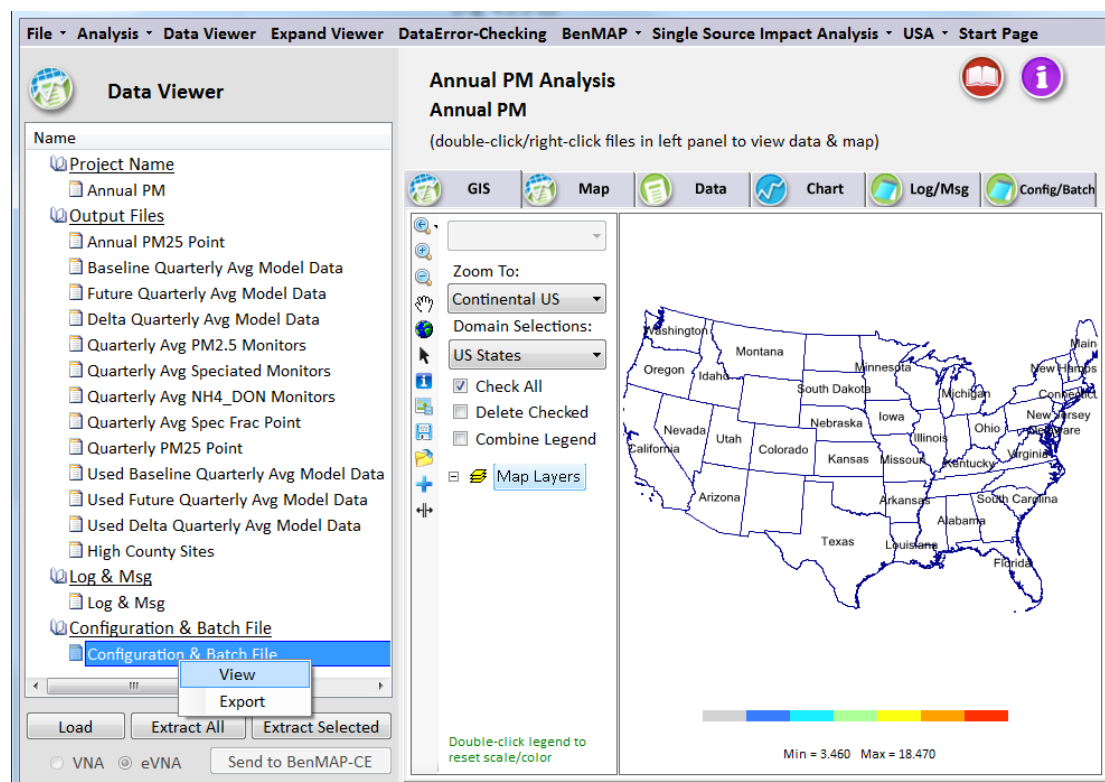 File Analysis Data Viewer Expand Viewer DataError-Checking BenMAP Single Source Impact Analysis USA Start Page
Data Viewer
Name
Project Name
Annual PM
Output Files
Annual PM25 Point
Baseline Quarterly Avg Model Data
Future Quarterly Avg Model Data
Delta Quarterly Avg Model Data
Quarterly Avg PM2.5 Monitors
Quarterly Avg Speciated Monitors
Quarterly Avg NH4_DON Monitors
Quarterly Avg Spec Frac Point
Quarterly PM25 Point
Used Baseline Quarterly Avg Model Data
Used Future Quarterly Avg Model Data
Used Delta Quarterly Avg Model Data
High County Sites
Log & Msg
Log & Msg
Configuration & Batch File
Configuration & Batch File
View
Export
Load Extract All Extract Selected
VNA eVNA Send to BenMAP-CE
Annual PM Analysis
Annual PM
(double-click/right-click files in left panel to view data & map)
GIS Map Data Chart Log/Msg Config/Batch
Zoom To:
Continental US
Domain Selections:
US States
Check All
Delete Checked
Combine Legend
Map Layers
Double-click legend to
reset scale/color
Washington
Montana
Main
Oregon
Idaho
Minnesota
New Hamps
South Dakota
Michigan
Connecticut
Nebraska
Iowa
New Jersey
Nevada
Utah
Illinois
Ohio
Delaware
California
Colorado
Kansas
Missouri
Kentucky
Virginia
Arizona
Arkansas
South Carolina
Alabama
Texas
Louisiana
Florida
Min = 3.460 Max = 18.470